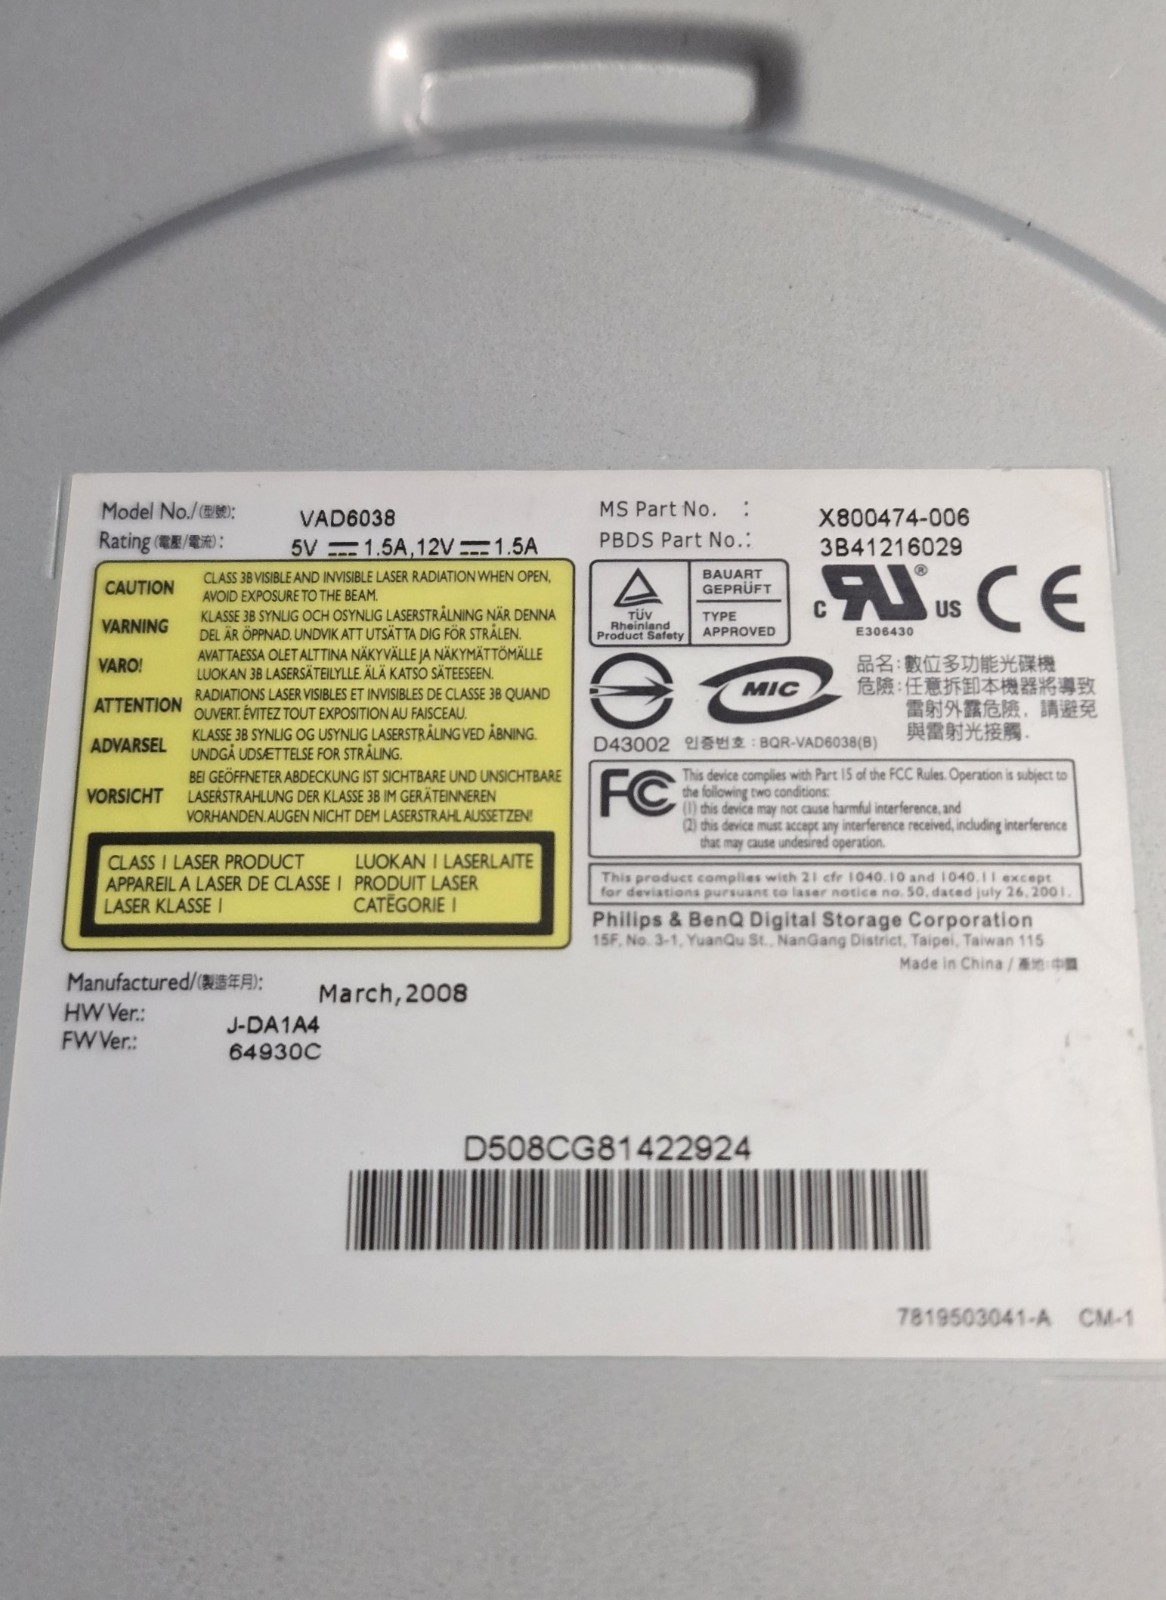 Model No./(型號): VAD6038
Rating (電壓/電流): 5V 1.5A,12V 1.5A
MS Part No. : X800474-006
PBDS Part No.: 3B41216029
CAUTION CLASS 3B VISIBLE AND INVISIBLE LASER RADIATION WHEN OPEN,
AVOID EXPOSURE TO THE BEAM.
VARNING KLASSE 3B SYNLIG OCH OSYNLIG LASERSTRÅLNING NÄR DENNA
DEL ÄR ÖPPNAD. UNDVIK ATT UTSÄTTA DIG FÖR STRÅLEN.
VARO! AVATTAESSA OLET ALTTINA NÄKYVÄLLE JA NÄKYMÄTTÖMÄLLE
LUOKAN 3B LASERSÄTEILYLLE. ÄLÄ KATSO SÄTEESEEN.
ATTENTION RADIATIONS LASER VISIBLES ET INVISIBLES DE CLASSE 3B QUAND
OUVERT. ÉVITEZ TOUT EXPOSITION AU FAISCEAU.
ADVARSEL KLASSE 3B SYNLIG OG USYNLIG LASERSTRÅLING VED ÅBNING.
UNDGÅ UDSÆTTELSE FOR STRÅLING.
VORSICHT BEI GEÖFFNETER ABDECKUNG IST SICHTBARE UND UNSICHTBARE
LASERSTRAHLUNG DER KLASSE 3B IM GERÄTEINNEREN
VORHANDEN. AUGEN NICHT DEM LASERSTRAHL AUSSETZEN!
CLASS I LASER PRODUCT LUOKAN I LASERLAITE
APPAREIL A LASER DE CLASSE I PRODUIT LASER
LASER KLASSE I CATËGORIE I
TÜV
Rheinland
Product Safety
BAUART
GEPRÜFT
TYPE
APPROVED
C RU® US CE
E306430
MIC
D43002 인증번호 : BQR-VAD6038(B)
品名:數位多功能光碟機
危險:任意拆卸本機器將導致
雷射外露危險. 請避免
與雷射光接觸.
FC This device complies with Part 15 of the FCC Rules. Operation is subject to
the following two conditions:
(1) this device may not cause harmful interference, and
(2) this device must accept any interference received, including interference
that may cause undesired operation.
This product complies with 21 cfr 1040.10 and 1040.11 except
for deviations pursuant to laser notice no. 50, dated july 26, 2001.
Philips & BenQ Digital Storage Corporation
15F, No. 3-1, YuanQu St., NanGang District, Taipei, Taiwan 115
Made in China / 產地:中國
Manufactured/(製造年月): March,2008
HW Ver.: J-DA1A4
FW Ver.: 64930C
D508CG81422924
7819503041-A CM-1